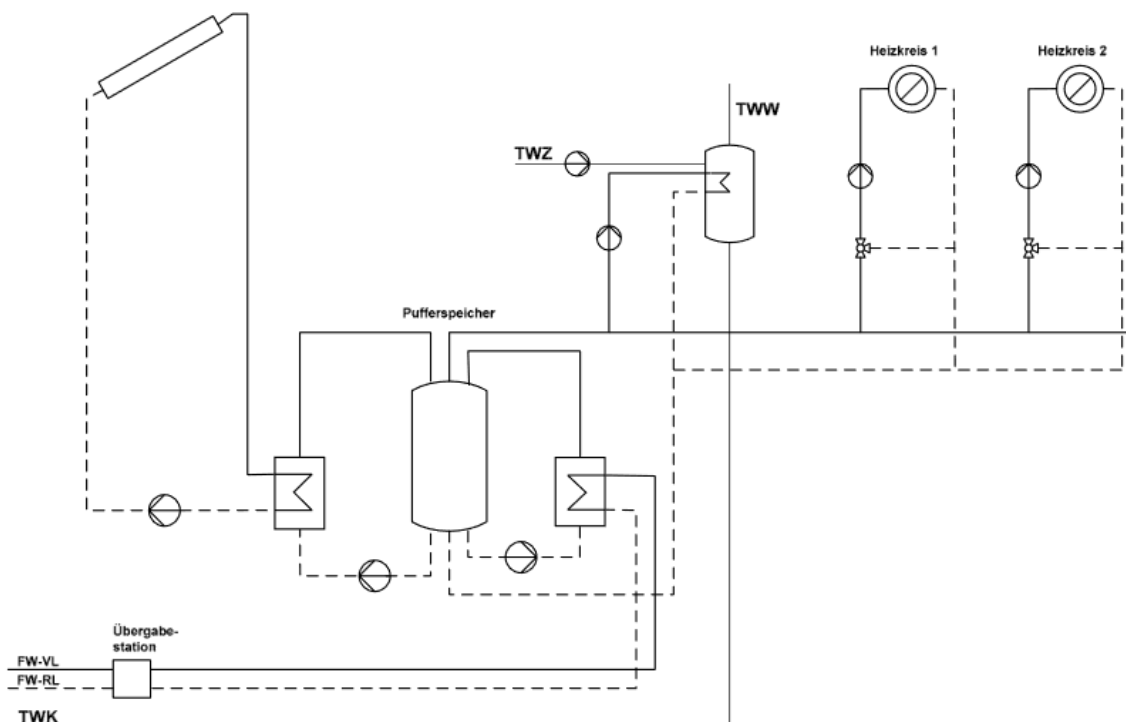 Heizkreis 1
Heizkreis 2
TWW
TWZ
Pufferspeicher
Übergabe-
station
FW-VL
FW-RL
TWK